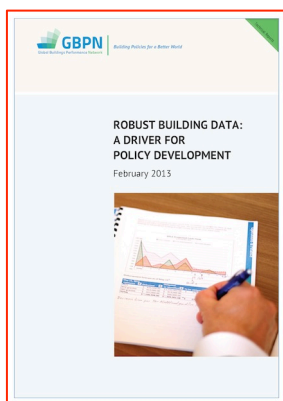 GBPN
Building Policies for a Better World
Global Buildings Performance Network
ROBUST BUILDING DATA:
A DRIVER FOR
POLICY DEVELOPMENT
February 2013